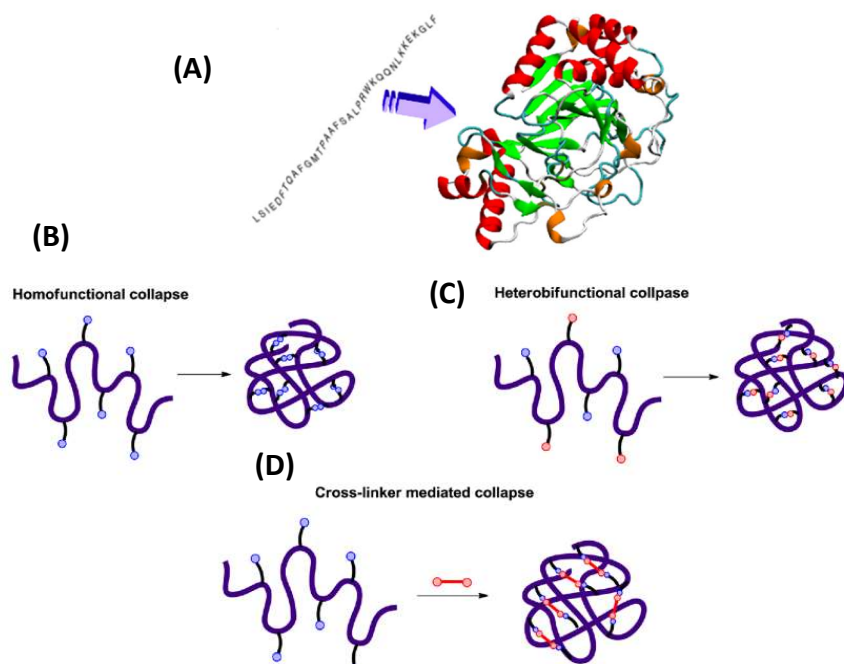 (A)
LSIEDFTQAFGMTPAAFSALPRWKQQNLKKEKGLF
(B)
Homofunctional collapse
(C)
Heterobifunctional collpase
(D)
Cross-linker mediated collapse